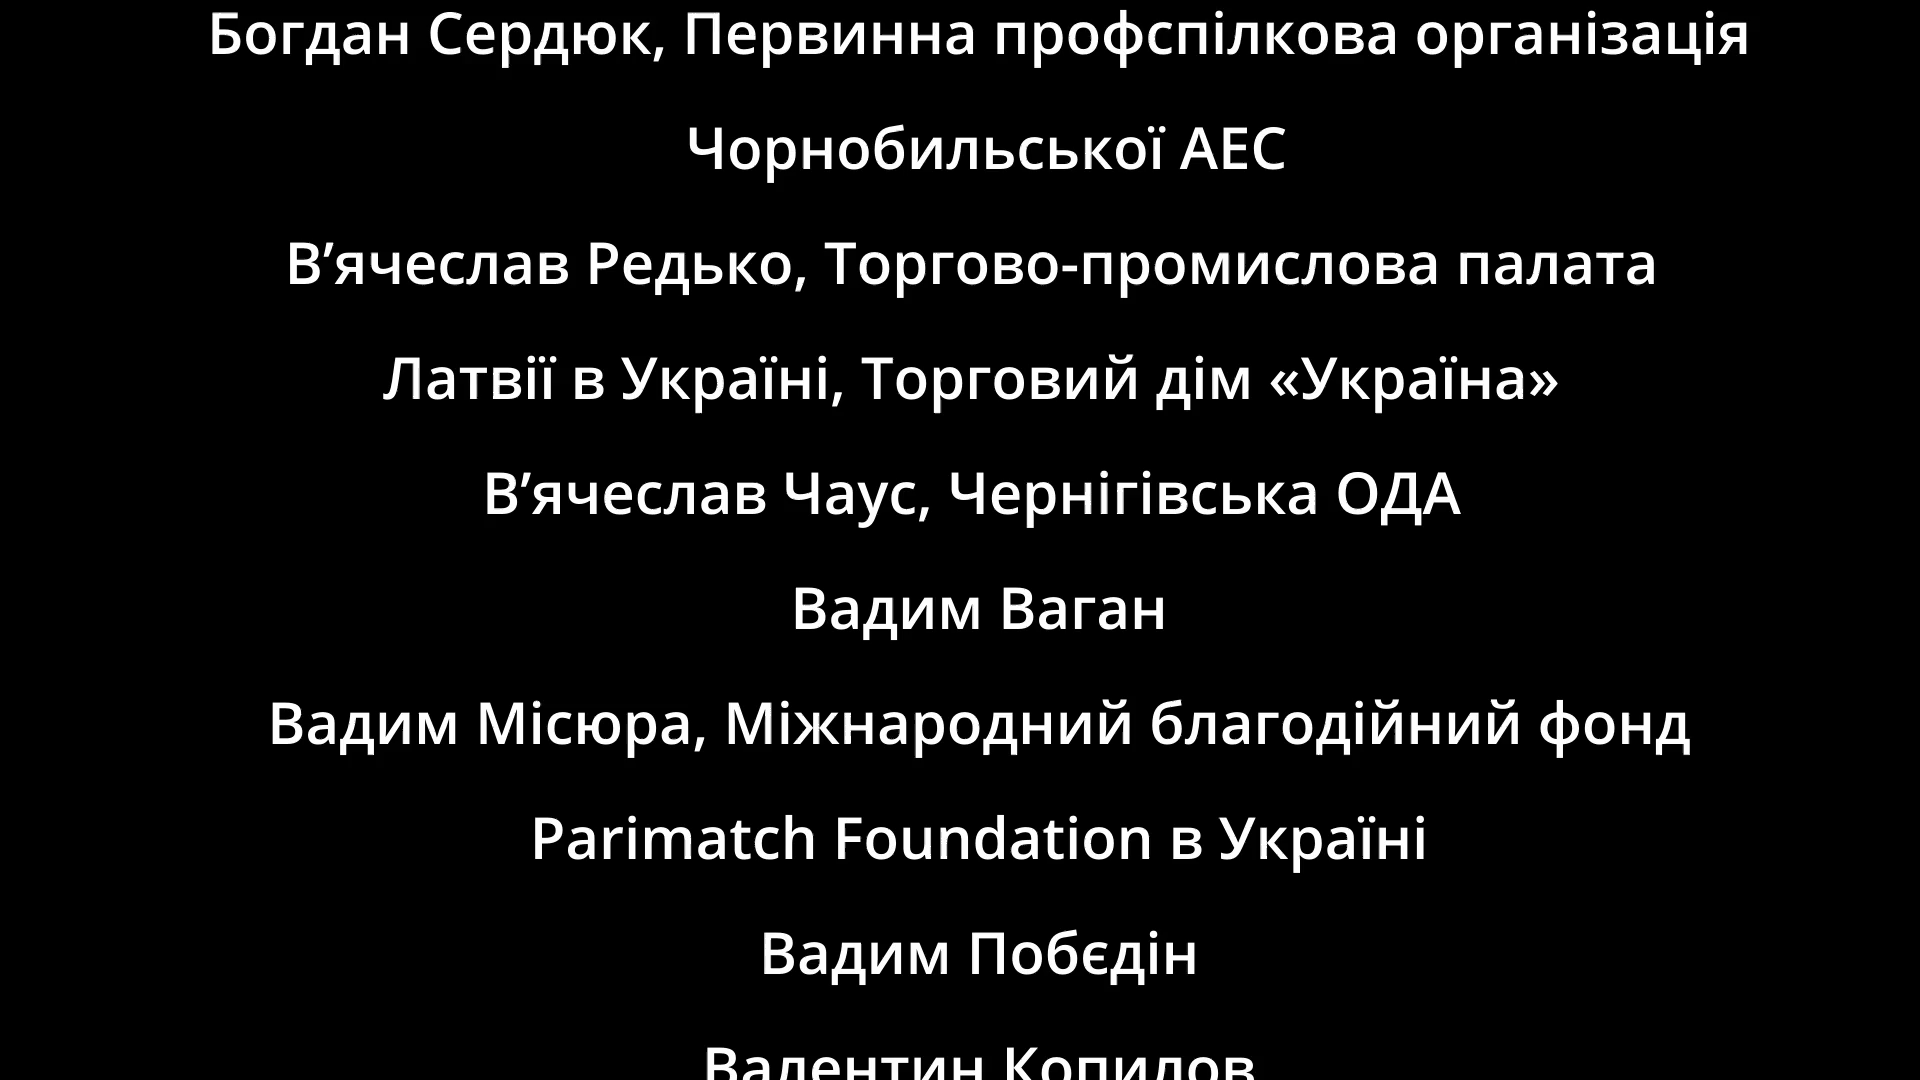 Богдан Сердюк, Первинна профспілкова організація
Чорнобильської АЕС
В’ячеслав Редько, Торгово-промислова палата
Латвії в Україні, Торговий дім «Україна»
В’ячеслав Чаус, Чернігівська ОДА
Вадим Ваган
Вадим Місюра, Міжнародний благодійний фонд
Parimatch Foundation в Україні
Вадим Побєдін
Валентин Копилов